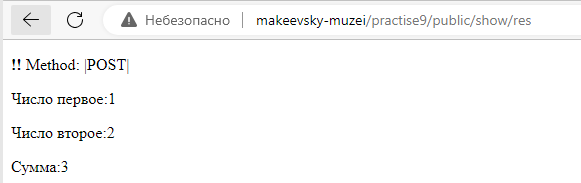 Небезопасно makeevsky-muzei/practise9/public/show/res
!! Method: |POST|
Число первое:1
Число второе:2
Сумма:3